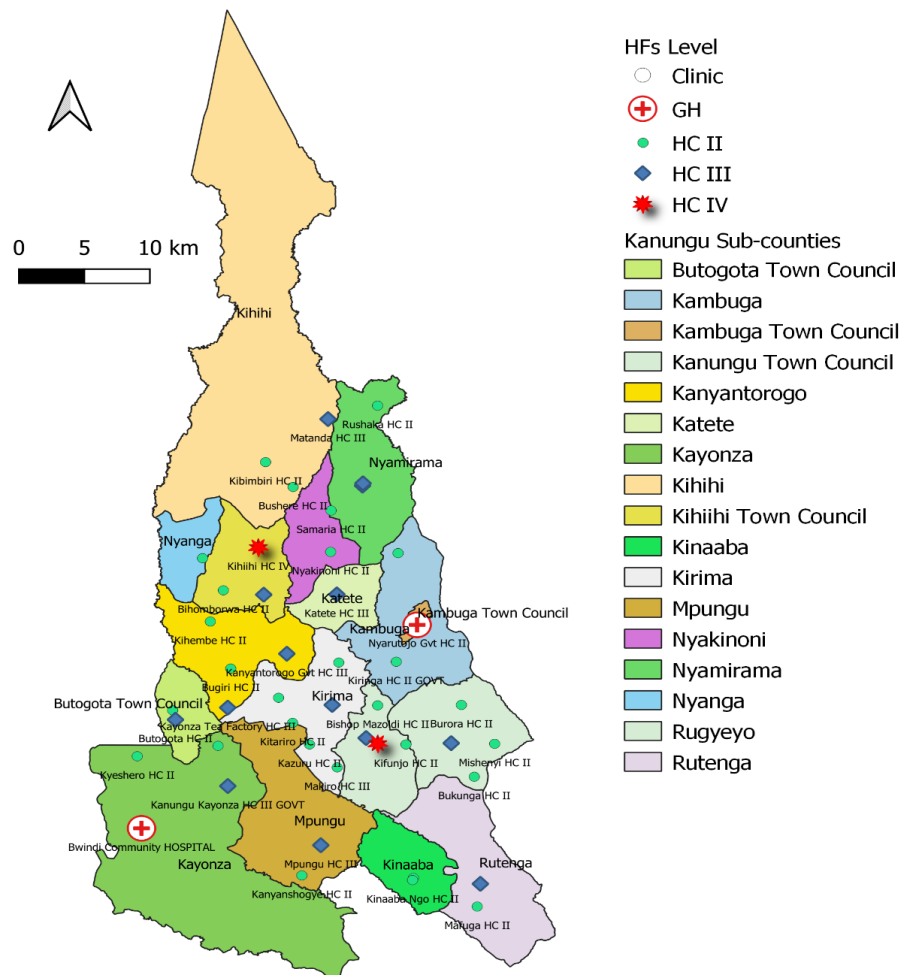 HFs Level
Clinic
GH
HC II
HC III
HC IV
Kanungu Sub-counties
Butogota Town Council
Kambuga
Kambuga Town Council
Kanungu Town Council
Kanyantorogo
Katete
Kayonza
Kihihi
Kihiihi Town Council
Kinaaba
Kirima
Mpungu
Nyakinoni
Nyamirama
Nyanga
Rugyeyo
Rutenga
0 5 10 km
Kihihi
Rushaka HC II
Matanda HC III
Nyamirama
Kibimbiri HC II
Bushere HC II
Samaria HC II
Nyanga
Kihiihi HC IV
Nyakinoni HC II
Bihomborwa HC II
Katete
Katete HC III
Kambuga Town Council
Kambuga
Kihembe HC II
Nyarutojo Gvt HC II
Kanyantorogo Gvt HC III
Kiringa HC II GOVT
Bugiri HC II
Kirima
Butogota Town Council
Kayonza Tea Factory HC III
Bishop Mazoldi HC II
Burora HC II
Butogota HC II
Kitariro HC II
Kazuru HC II
Kifunjo HC II
Mishenyi HC II
Kyeshero HC II
Makiro HC III
Bukunga HC II
Kanungu Kayonza HC III GOVT
Mpungu
Bwindi Community HOSPITAL
Kayonza
Mpungu HC III
Kinaaba
Rutenga
Kanyanshogye HC II
Kinaaba Ngo HC II
Mafuga HC II